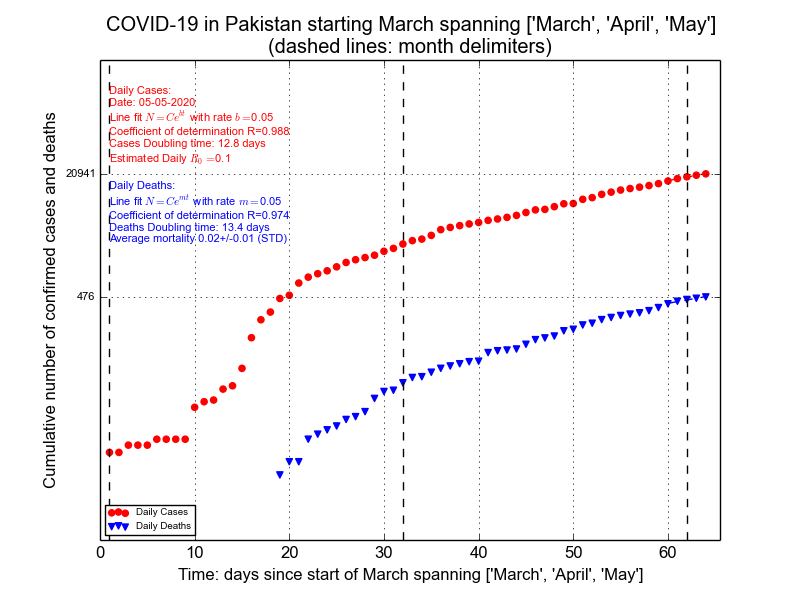 COVID-19 in Pakistan starting March spanning ['March', 'April', 'May']
(dashed lines: month delimiters)
Daily Cases:
Date: 05-05-2020
Line fit N = Ce^{bt} with rate b = 0.05
Coefficient of determination R=0.988
Cases Doubling time: 12.8 days
Estimated Daily R_0 = 0.1
Daily Deaths:
Line fit N = Ce^{mt} with rate m = 0.05
Coefficient of determination R=0.974
Deaths Doubling time: 13.4 days
Average mortality 0.02+/-0.01 (STD)
20941
476
Cumulative number of confirmed cases and deaths
Daily Cases
Daily Deaths
0 10 20 30 40 50 60
Time: days since start of March spanning ['March', 'April', 'May']